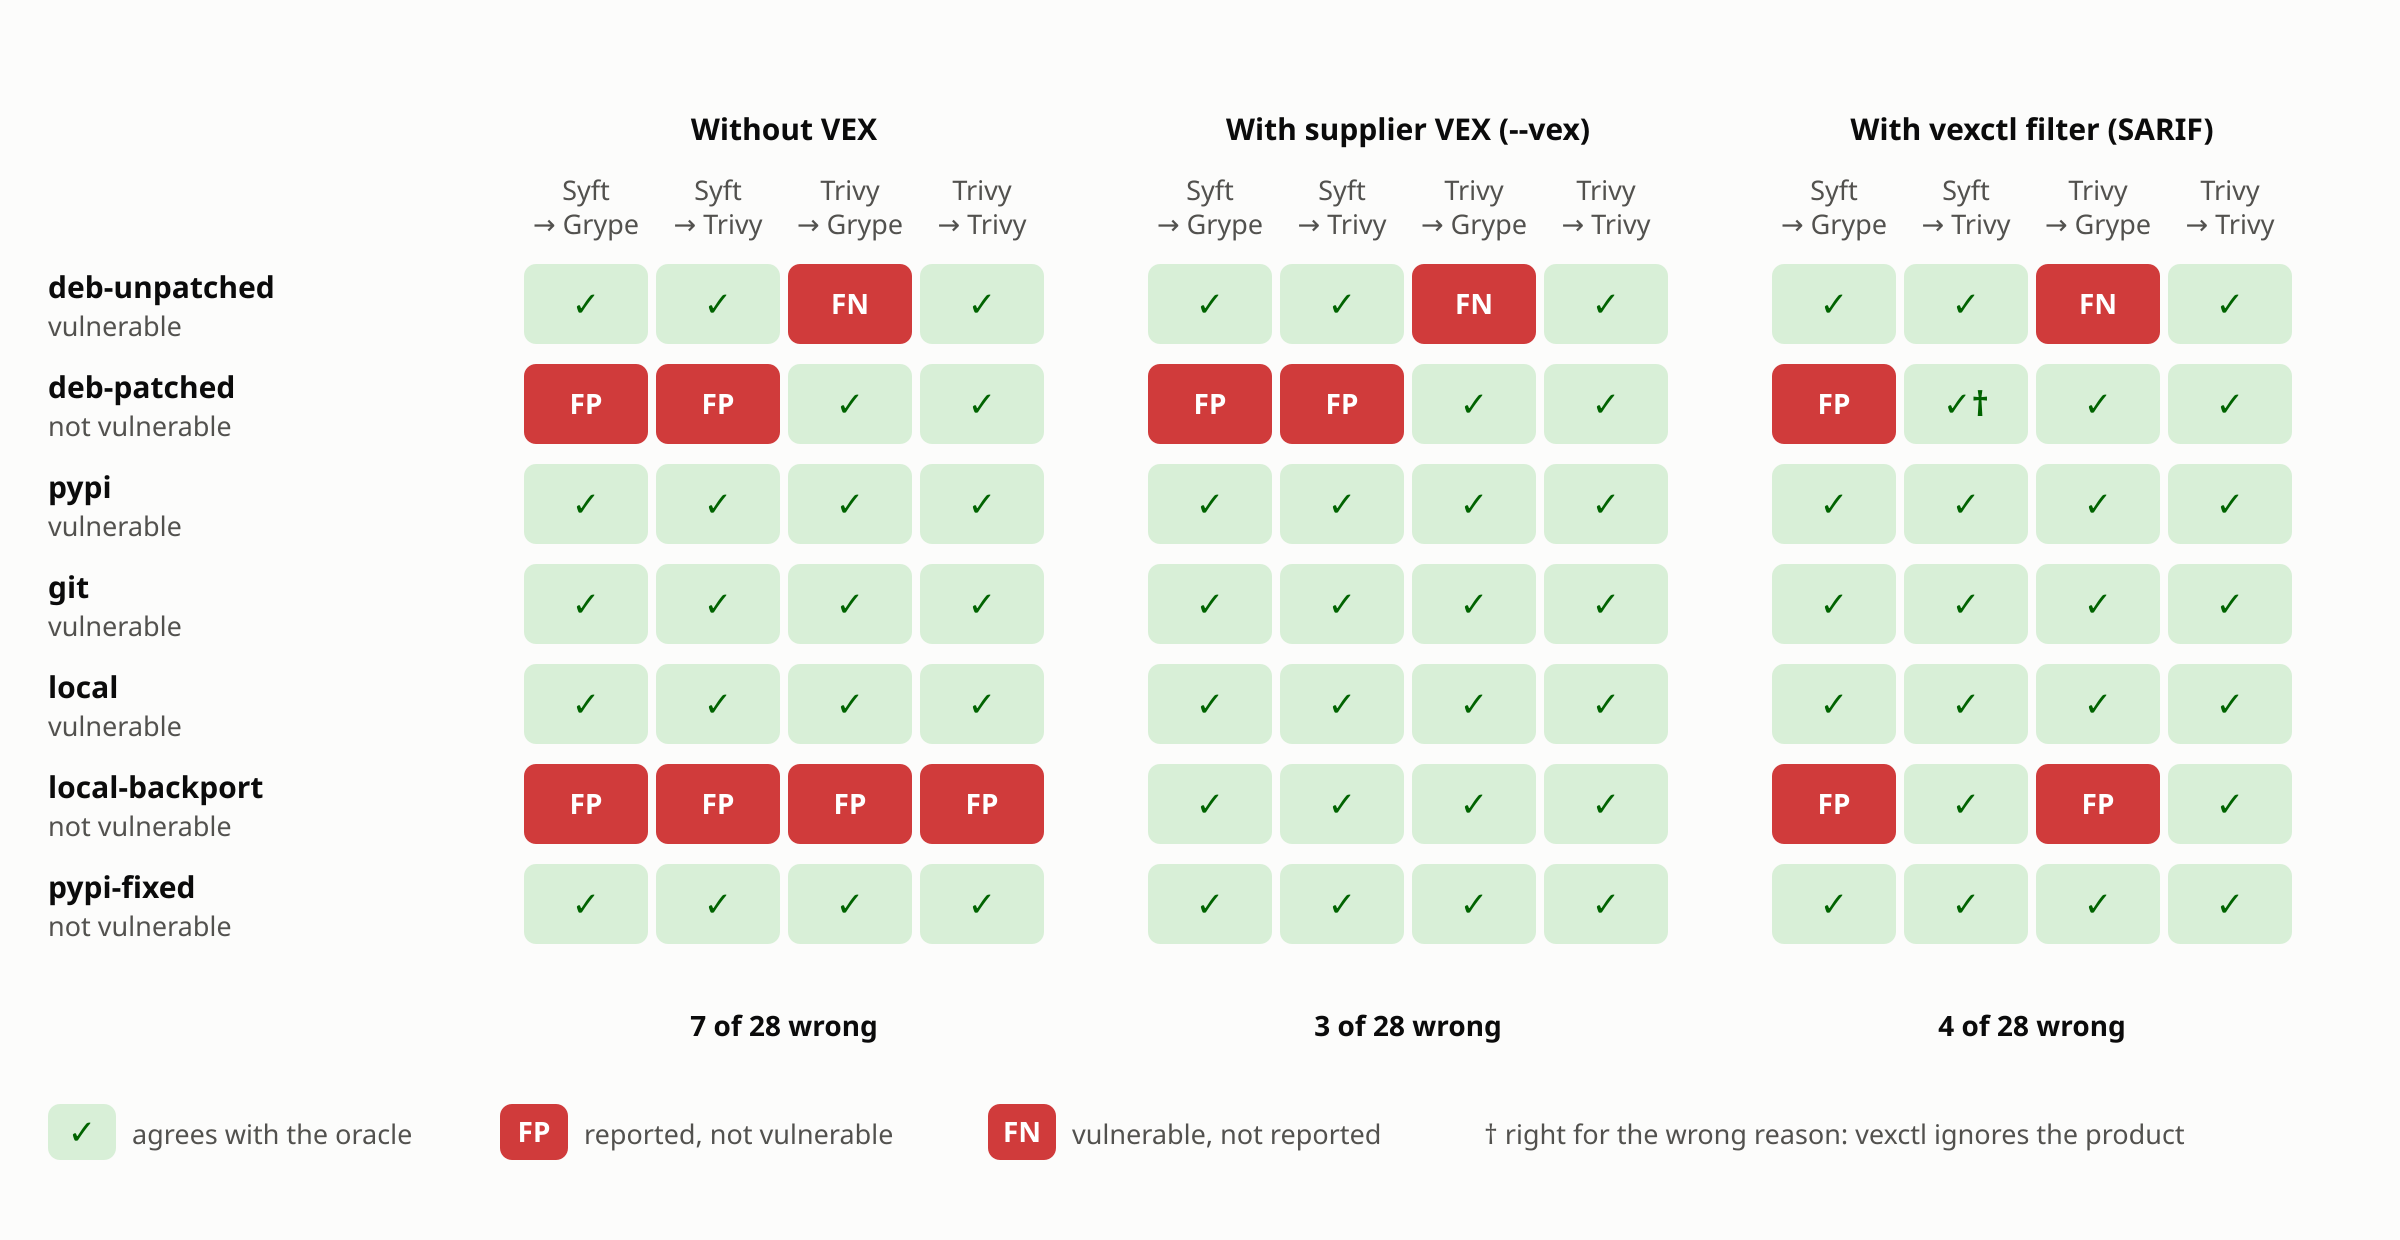 Without VEX With supplier VEX (--vex) With vexctl filter (SARIF)
Syft Syft Trivy Trivy Syft Syft Trivy Trivy Syft Syft Trivy Trivy
→ Grype → Trivy → Grype → Trivy → Grype → Trivy → Grype → Trivy → Grype → Trivy → Grype → Trivy
deb-unpatched
vulnerable
✓ ✓ FN ✓ ✓ ✓ FN ✓ ✓ ✓ FN ✓
deb-patched
not vulnerable
FP FP ✓ ✓ FP FP ✓ ✓ FP ✓† ✓ ✓
pypi
vulnerable
✓ ✓ ✓ ✓ ✓ ✓ ✓ ✓ ✓ ✓ ✓ ✓
git
vulnerable
✓ ✓ ✓ ✓ ✓ ✓ ✓ ✓ ✓ ✓ ✓ ✓
local
vulnerable
✓ ✓ ✓ ✓ ✓ ✓ ✓ ✓ ✓ ✓ ✓ ✓
local-backport
not vulnerable
FP FP FP FP ✓ ✓ ✓ ✓ FP ✓ FP ✓
pypi-fixed
not vulnerable
✓ ✓ ✓ ✓ ✓ ✓ ✓ ✓ ✓ ✓ ✓ ✓
7 of 28 wrong 3 of 28 wrong 4 of 28 wrong
✓ agrees with the oracle FP reported, not vulnerable FN vulnerable, not reported † right for the wrong reason: vexctl ignores the product